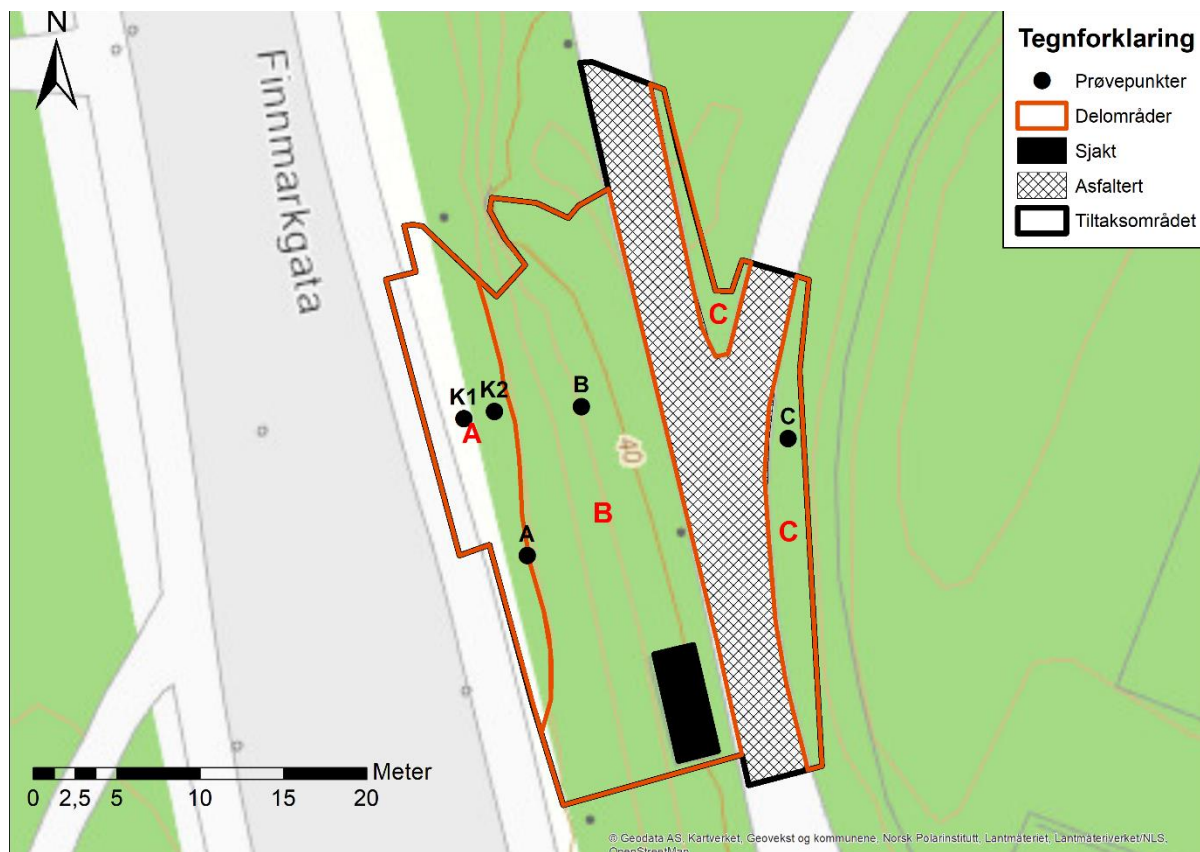 N
Finnmarkgata
Tegnforklaring
Prøvepunkter
Delområder
Sjakt
Asfaltert
Tiltaksområdet
C
K1 K2 B
A
C
40
B
C
A
Meter
0 2,5 5 10 15 20
© Geodata AS, Kartverket, Geovekst og kommunene, Norsk Polarinstitutt, Lantmäteriet, Lantmäteriverket/NLS,
OpenStreetMap